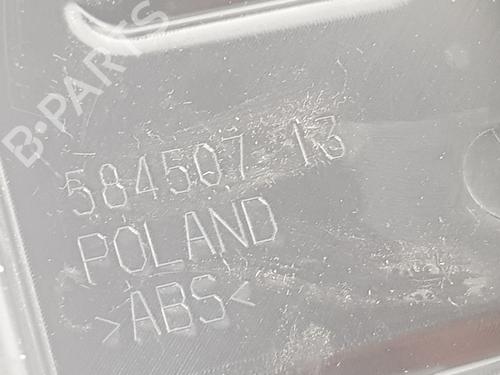 B-PARTS
584507 13
POLAND
>ABS<